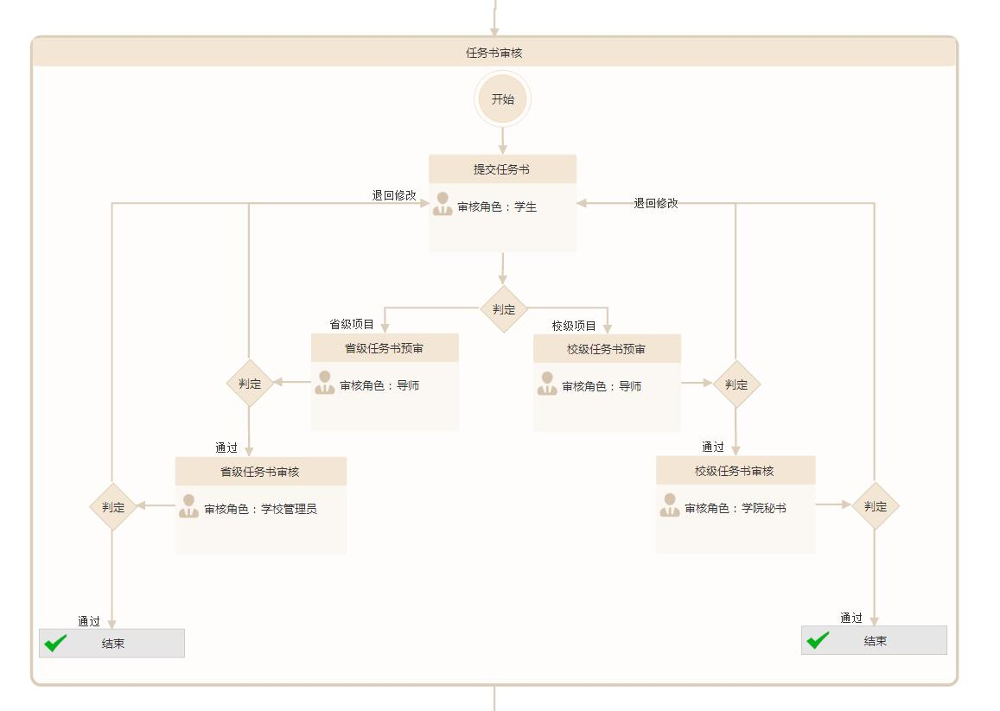 任务书审核
开始
提交任务书
退回修改
审核角色：学生
退回修改
判定
省级项目
校级项目
省级任务书预审
审核角色：导师
校级任务书预审
审核角色：导师
判定
判定
通过
通过
省级任务书审核
审核角色：学校管理员
校级任务书审核
审核角色：学院秘书
判定
判定
通过
结束
通过
结束